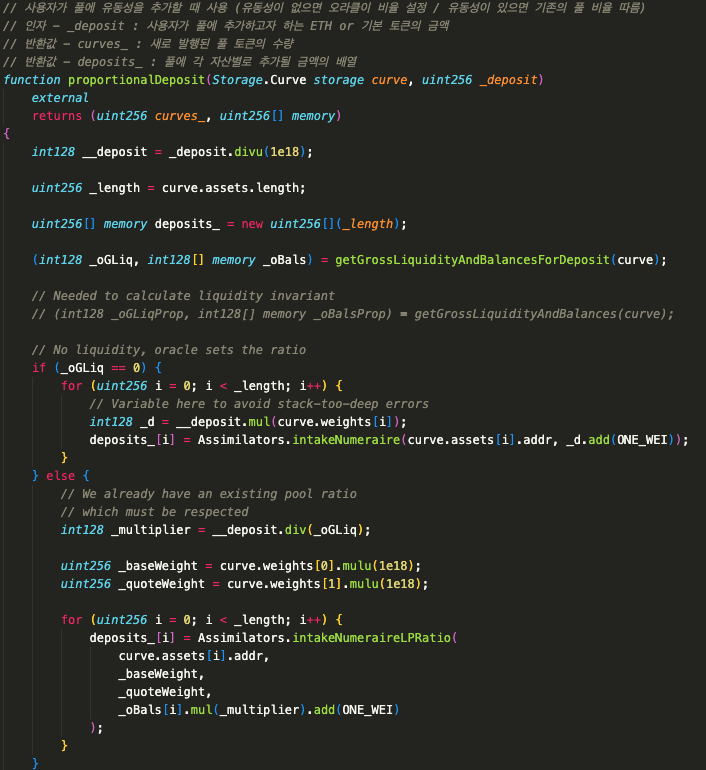 // 사용자가 풀에 유동성을 추가할 때 사용 (유동성이 없으면 오라클이 비율 설정 / 유동성이 있으면 기존의 풀 비율 따름)
// 인자 - _deposit : 사용자가 풀에 추가하고자 하는 ETH or 기본 토큰의 금액
// 반환값 - curves_ : 새로 발행된 풀 토큰의 수량
// 반환값 - deposits_ : 풀에 각 자산별로 추가될 금액의 배열
function proportionalDeposit(Storage.Curve storage curve, uint256 _deposit)
external
returns (uint256 curves_, uint256[] memory)
{
int128 __deposit = _deposit.divu(1e18);
uint256 _length = curve.assets.length;
uint256[] memory deposits_ = new uint256[](_length);
(int128 _oGLiq, int128[] memory _oBals) = getGrossLiquidityAndBalancesForDeposit(curve);
// Needed to calculate liquidity invariant
// (int128 _oGLiqProp, int128[] memory _oBalsProp) = getGrossLiquidityAndBalances(curve);
// No liquidity, oracle sets the ratio
if (_oGLiq == 0) {
for (uint256 i = 0; i < _length; i++) {
// Variable here to avoid stack-too-deep errors
int128 _d = __deposit.mul(curve.weights[i]);
deposits_[i] = Assimilators.intakeNumeraire(curve.assets[i].addr, _d.add(ONE_WEI));
}
} else {
// We already have an existing pool ratio
// which must be respected
int128 _multiplier = __deposit.div(_oGLiq);
uint256 _baseWeight = curve.weights[0].mulu(1e18);
uint256 _quoteWeight = curve.weights[1].mulu(1e18);
for (uint256 i = 0; i < _length; i++) {
deposits_[i] = Assimilators.intakeNumeraireLPRatio(
curve.assets[i].addr,
_baseWeight,
_quoteWeight,
_oBals[i].mul(_multiplier).add(ONE_WEI)
);
}
}